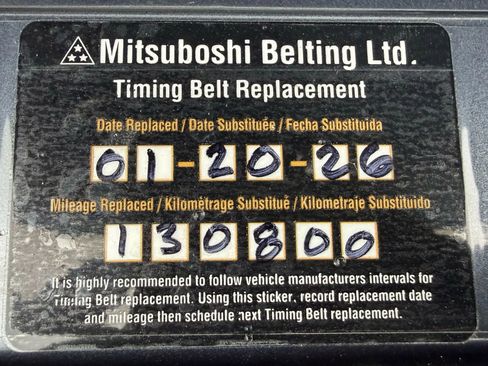 Mitsuboshi Belting Ltd.
Timing Belt Replacement
Date Replaced / Date Substituée / Fecha Substituida
01-20-26
Mileage Replaced / Kilométrage Substitué / Kilometraje Substituido
130800
It is highly recommended to follow vehicle manufacturers intervals for
Timing Belt replacement. Using this sticker, record replacement date
and mileage then schedule next Timing Belt replacement.